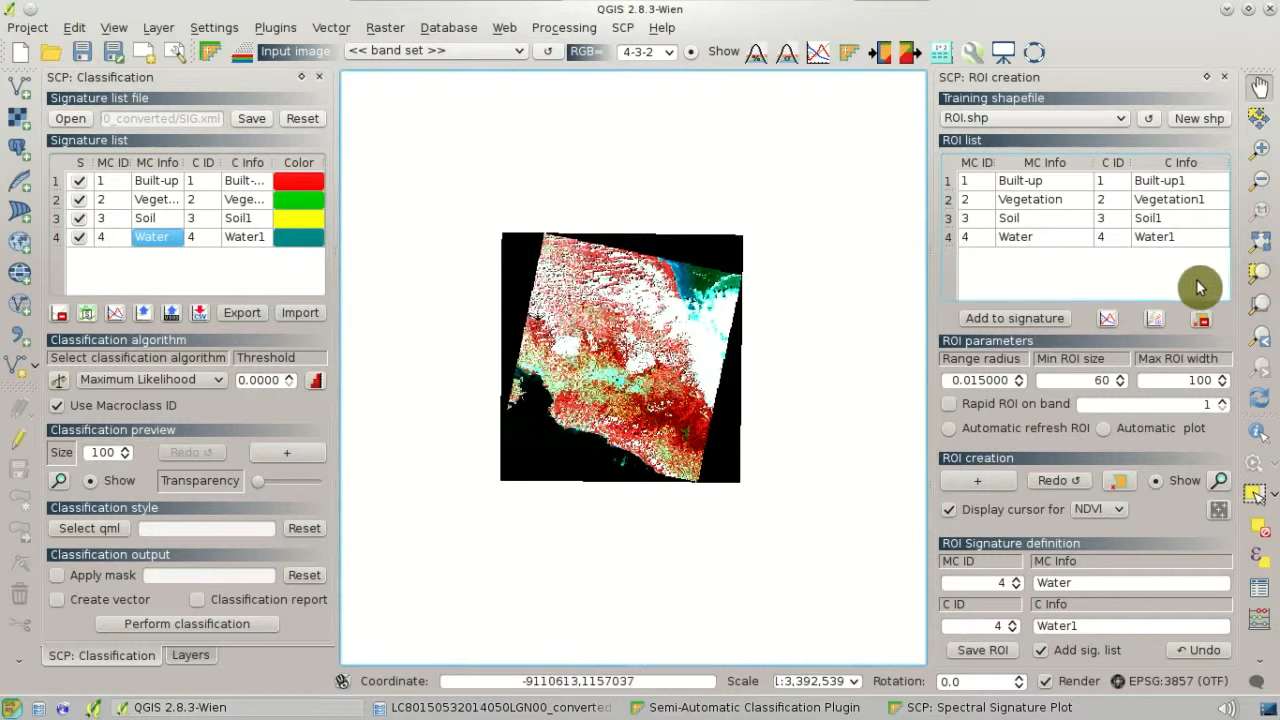 QGIS 2.8.3-Wien
Project Edit View Layer Settings Plugins Vector Raster Database Web Processing SCP Help
Input image << band set >> RGB= 4-3-2 Show
SCP: Classification
Signature list file
Open 0_converted/SIG.xml Save Reset
Signature list
S MC ID MC Info C ID C Info Color
1 1 Built-up 1 Built-...
2 2 Veget... 2 Vege...
3 3 Soil 3 Soil1
4 4 Water 4 Water1
Export Import
Classification algorithm
Select classification algorithm Threshold
Maximum Likelihood 0.0000
Use Macroclass ID
Classification preview
Size 100 Redo ↺ +
Show Transparency
Classification style
Select qml Reset
Classification output
Apply mask Reset
Create vector Classification report
Perform classification
SCP: Classification Layers
SCP: ROI creation
Training shapefile
ROI.shp New shp
ROI list
MC ID MC Info C ID C Info
1 1 Built-up 1 Built-up1
2 2 Vegetation 2 Vegetation1
3 3 Soil 3 Soil1
4 4 Water 4 Water1
Add to signature
ROI parameters
Range radius Min ROI size Max ROI width
0.015000 60 100
Rapid ROI on band 1
Automatic refresh ROI Automatic plot
ROI creation
+ Redo ↺ Show
Display cursor for NDVI
ROI Signature definition
MC ID MC Info
4 Water
C ID C Info
4 Water1
Save ROI Add sig. list Undo
Coordinate: -9110613,1157037 Scale 1:3,392,539 Rotation: 0.0 Render EPSG:3857 (OTF)
QGIS 2.8.3-Wien LC80150532014050LGN00_converted Semi-Automatic Classification Plugin SCP: Spectral Signature Plot